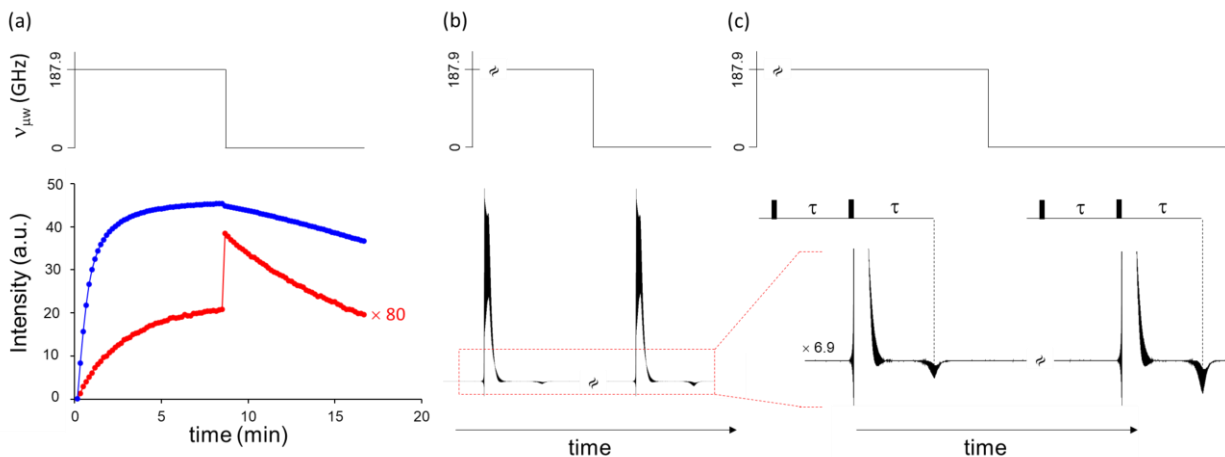 (a)
(b)
(c)
νμw (GHz)
187.9
0
187.9
0
187.9
0
Intensity (a.u.)
50
40
30
20
10
0
× 80
0
5
10
15
20
time (min)
time
τ
τ
τ
τ
× 6.9
time